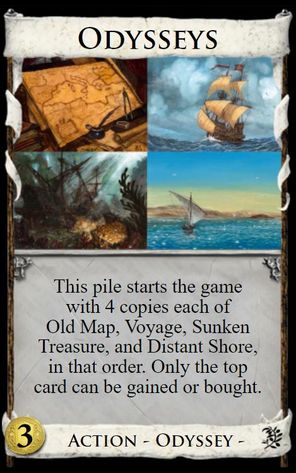 ODYSSEYS
This pile starts the game
with 4 copies each of
Old Map, Voyage, Sunken
Treasure, and Distant Shore,
in that order. Only the top
card can be gained or bought.
3
ACTION - ODYSSEY -